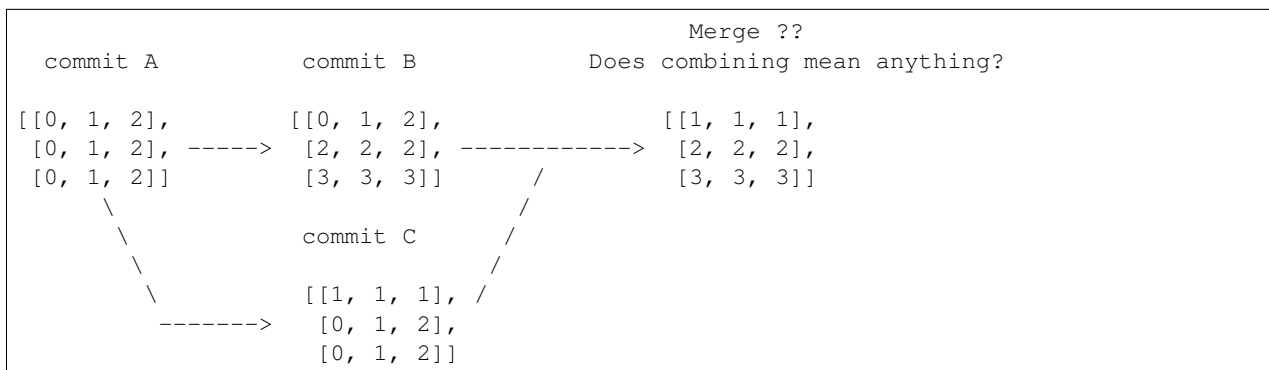 Merge ??
  commit A            commit B              Does combining mean anything?

[[0, 1, 2],         [[0, 1, 2],                   [[1, 1, 1],
 [0, 1, 2], ----->   [2, 2, 2], ------------>      [2, 2, 2],
 [0, 1, 2]]          [3, 3, 3]]      /             [3, 3, 3]]
      \                             /
       \             commit C      /
        \                         /
         \           [[1, 1, 1], /
          ------->    [0, 1, 2],
                      [0, 1, 2]]